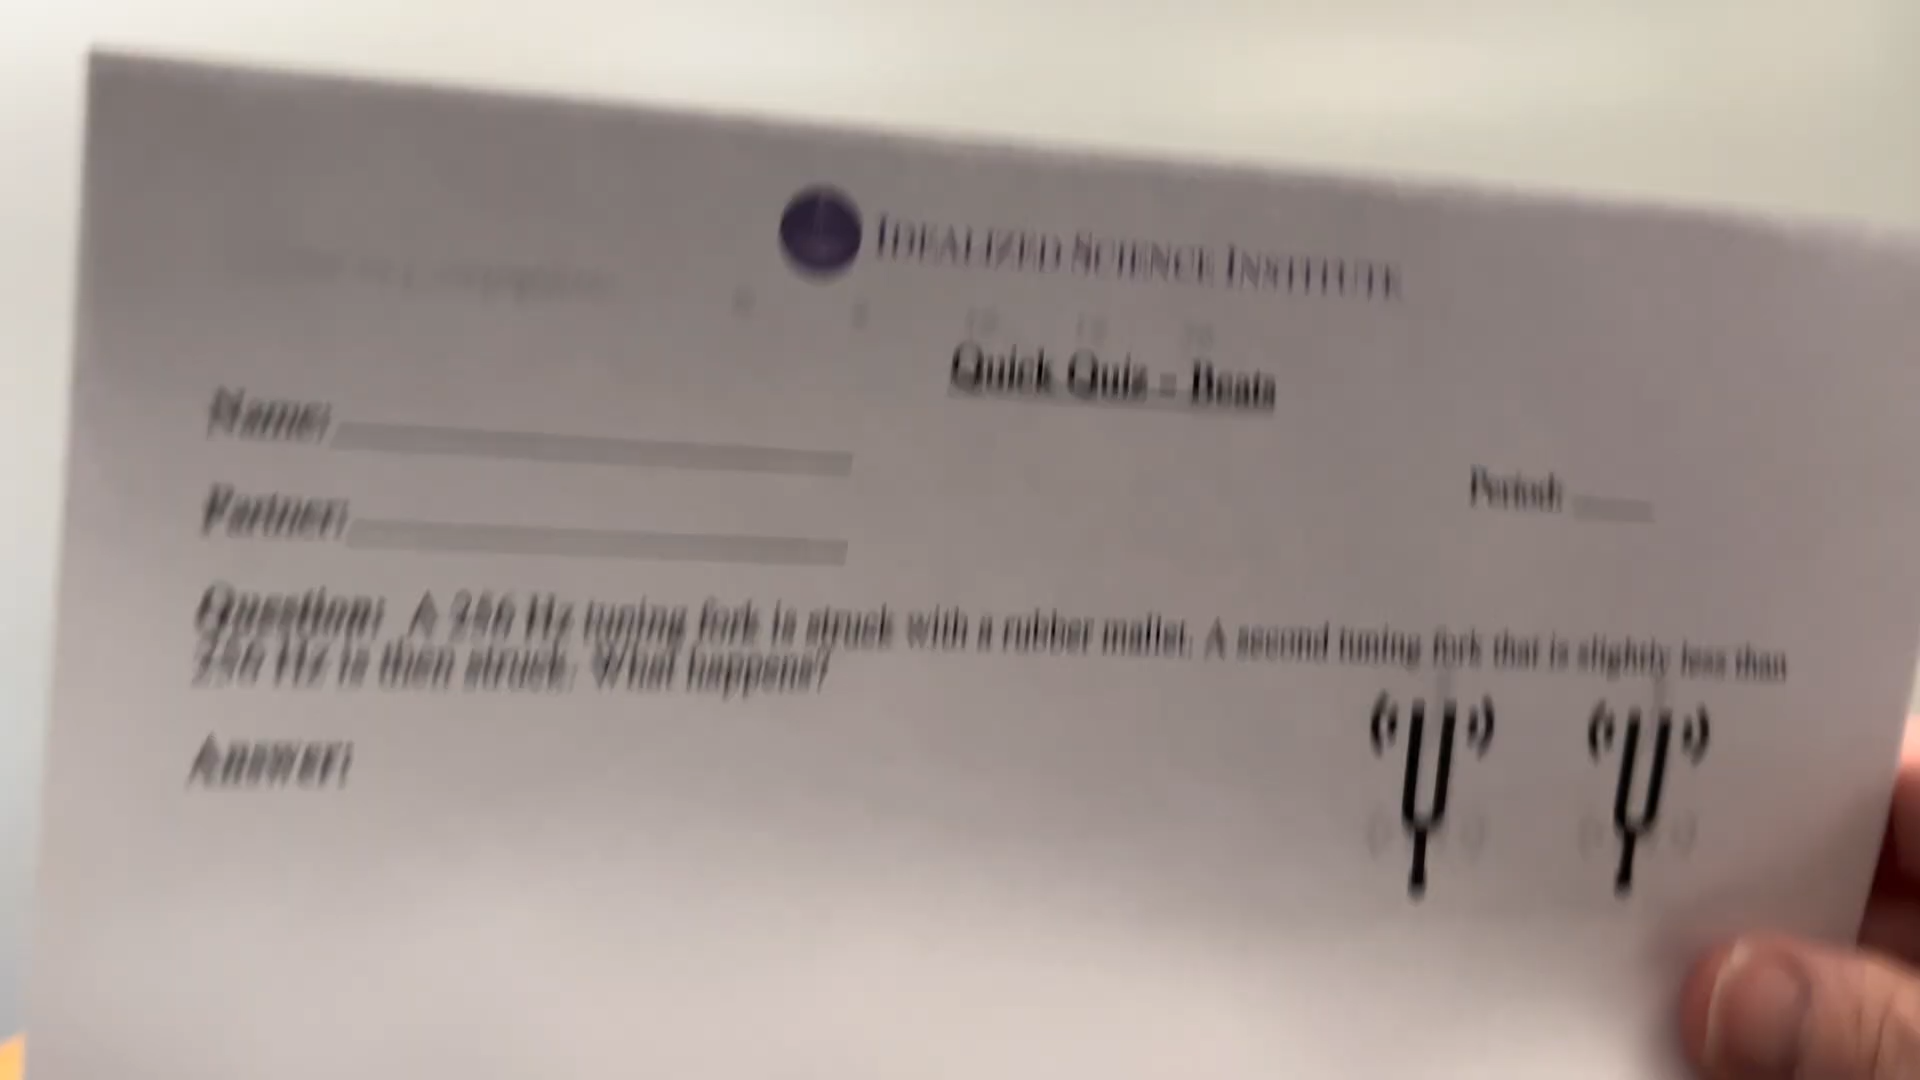 IDEALIZED SCIENCE INSTITUTE
Quick Quiz - Beats
Name:
Period:
Partner:
Question: A 256 Hz tuning fork is struck with a rubber mallet. A second tuning fork that is slightly less than
256 Hz is then struck. What happens?
Answer: